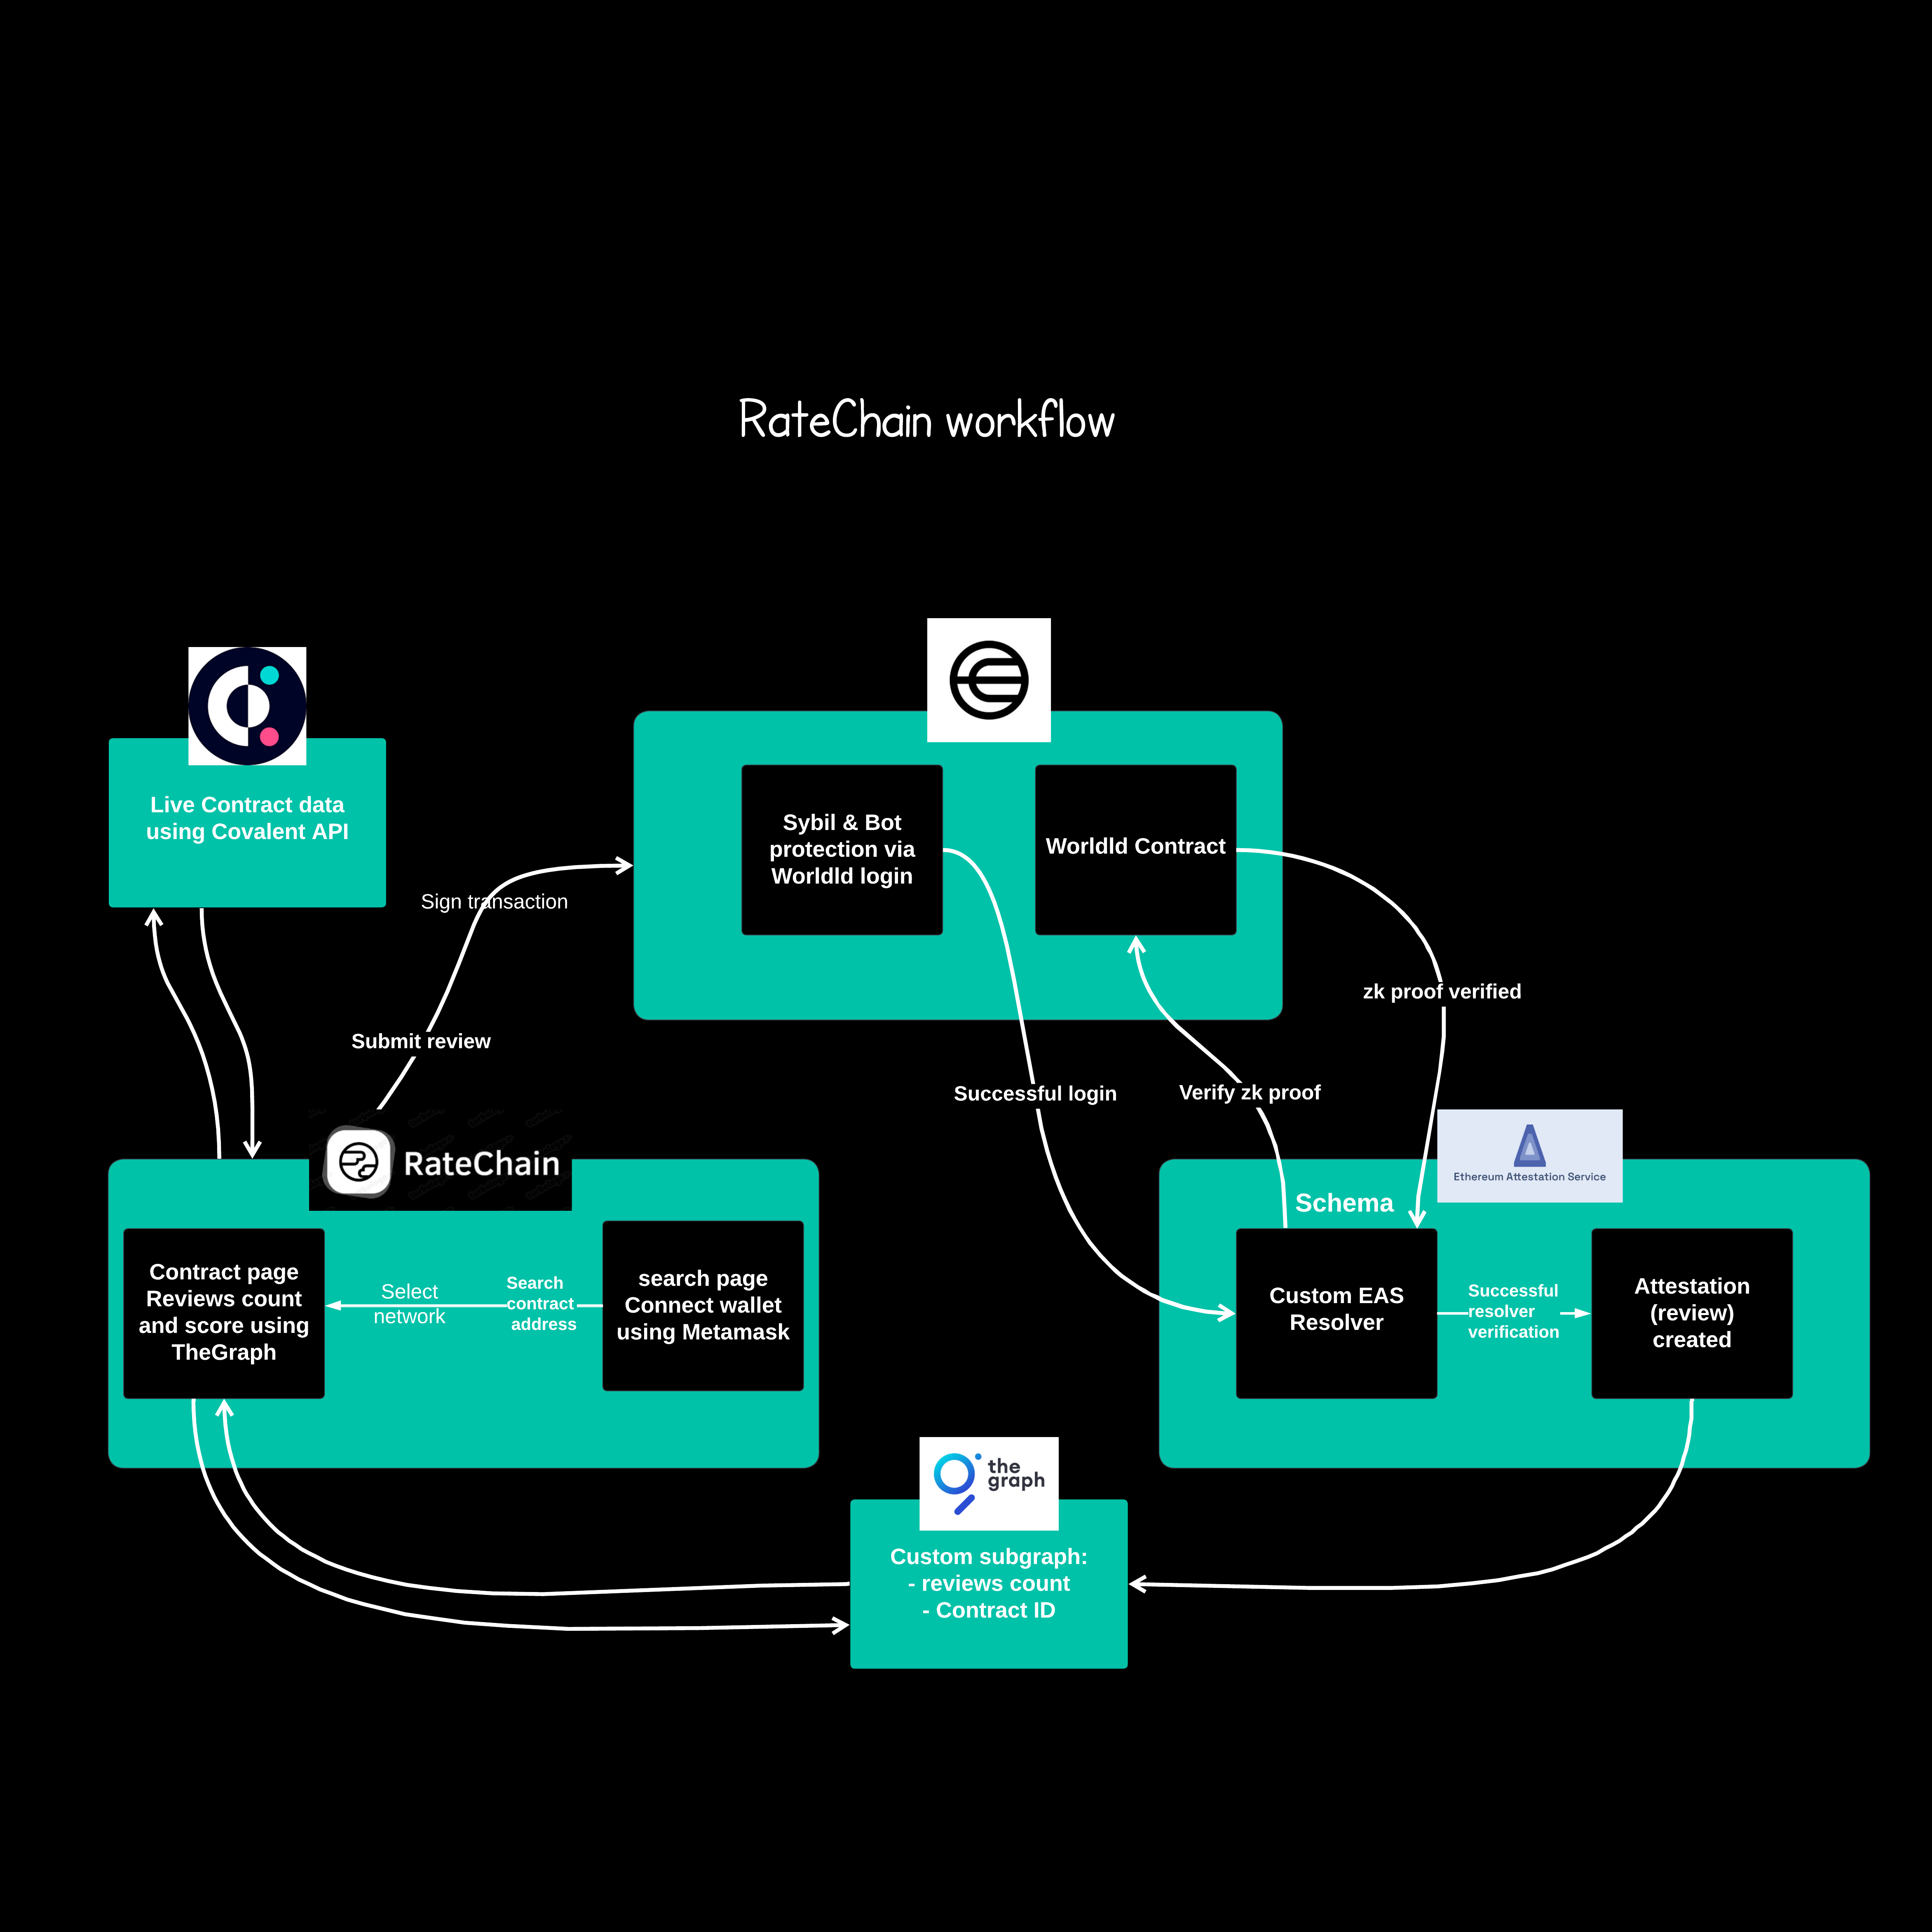 RateChain workflow
Live Contract data
using Covalent API
Sybil & Bot
protection via
WorldId login
WorldId Contract
Sign transaction
zk proof verified
Submit review
Successful login
Verify zk proof
RateChain
Ethereum Attestation Service
Schema
Contract page
Reviews count
and score using
TheGraph
Select
network
Search
contract
address
search page
Connect wallet
using Metamask
Custom EAS
Resolver
Successful
resolver
verification
Attestation
(review)
created
the
graph
Custom subgraph:
- reviews count
- Contract ID